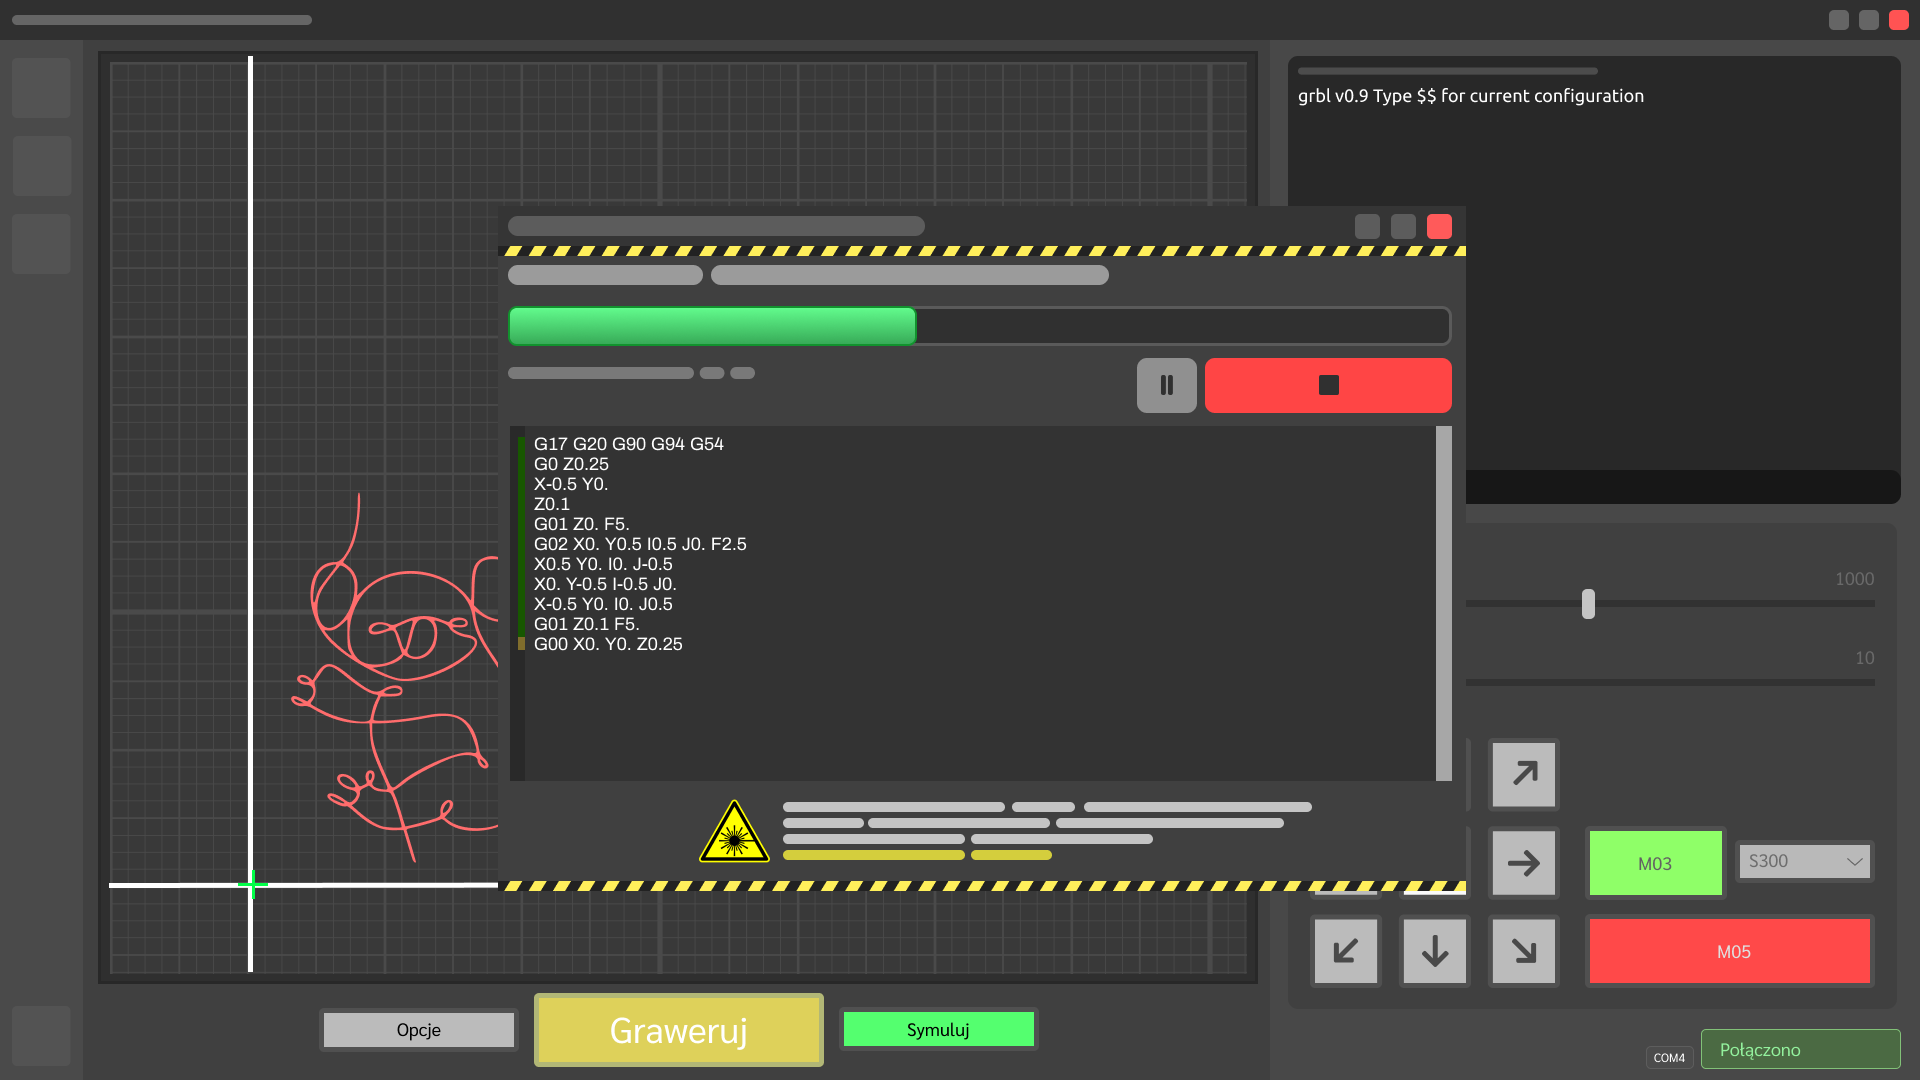 grbl v0.9 Type $$ for current configuration
G17 G20 G90 G94 G54
G0 Z0.25
X-0.5 Y0.
Z0.1
G01 Z0. F5.
G02 X0. Y0.5 I0.5 J0. F2.5
X0.5 Y0. I0. J-0.5
X0. Y-0.5 I-0.5 J0.
X-0.5 Y0. I0. J0.5
G01 Z0.1 F5.
G00 X0. Y0. Z0.25
1000
10
M03
S300
M05
Opcje
Graweruj
Symuluj
COM4
Połączono